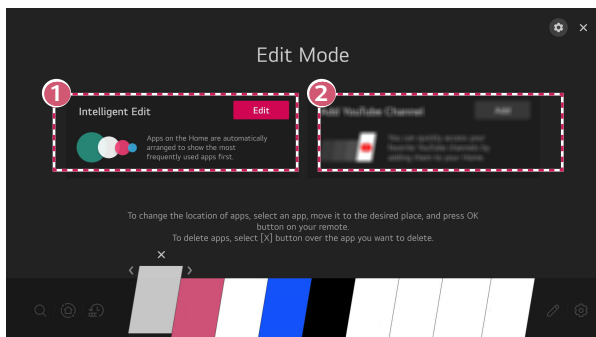 Edit Mode
1
Intelligent Edit
Edit
Apps on the Home are automatically
arranged to show the most
frequently used apps first.
2
Add YouTube Channel
Add
You can quickly access your
favorite YouTube channels by
adding them to your Home.
To change the location of apps, select an app, move it to the desired place, and press OK
button on your remote.
To delete apps, select [X] button over the app you want to delete.